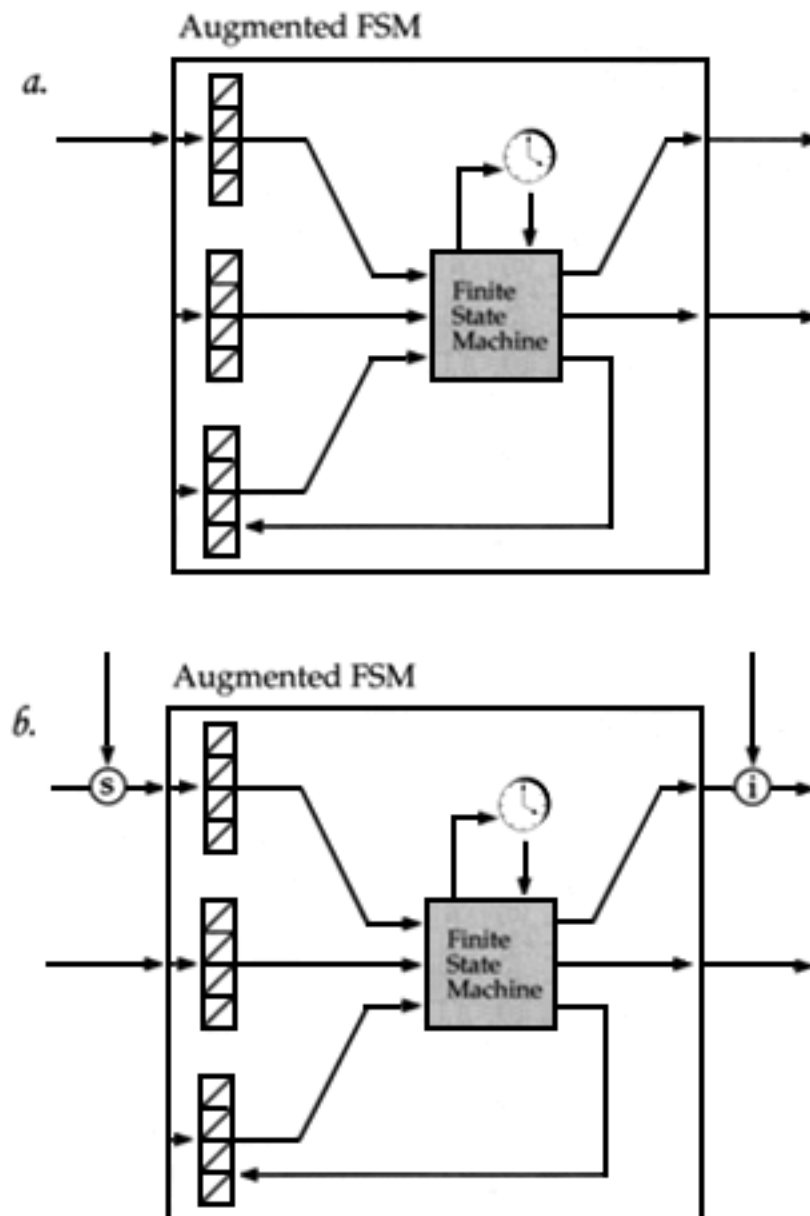 Augmented FSM
a.
Finite
State
Machine
Augmented FSM
b.
s
i
Finite
State
Machine